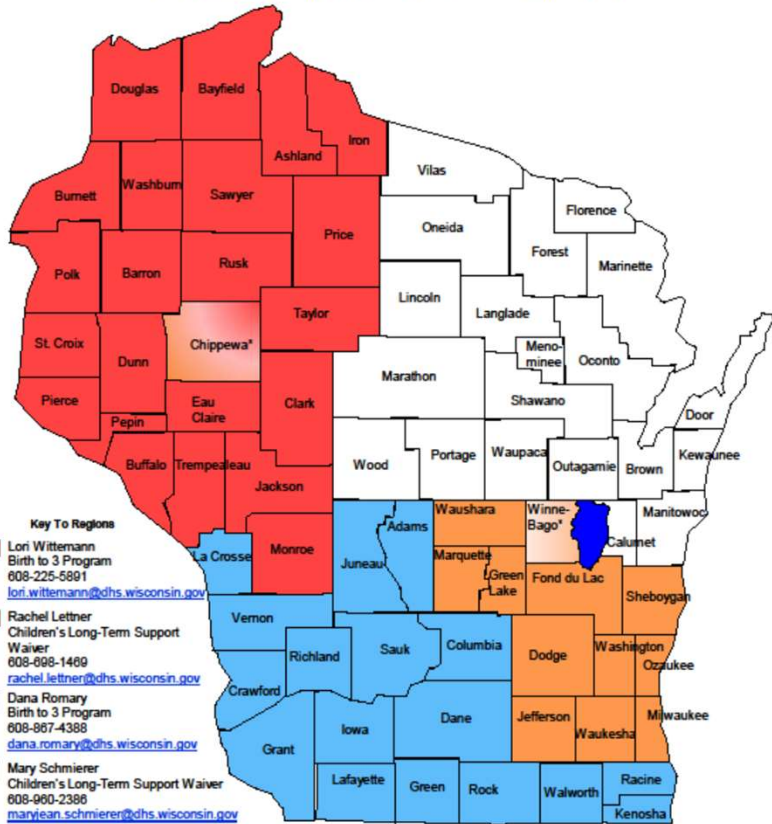 Douglas
Bayfield
Iron
Ashland
Vilas
Burnett
Washburn
Sawyer
Florence
Price
Oneida
Forest
Marinette
Polk
Barron
Rusk
Lincoln
Langlade
Taylor
St. Croix
Dunn
Chippewa*
Meno-
minee
Oconto
Marathon
Shawano
Pierce
Pepin
Eau
Claire
Clark
Door
Buffalo
Trempealeau
Wood
Portage
Waupaca
Outagamie
Brown
Kewaunee
Jackson
Waushara
Winne-
Bago*
Manitowoc
Calumet
Adams
Monroe
La Crosse
Juneau
Marquette
Green
Lake
Fond du Lac
Sheboygan
Vernon
Richland
Sauk
Columbia
Dodge
Washington
Ozaukee
Crawford
Iowa
Dane
Jefferson
Waukesha
Milwaukee
Grant
Lafayette
Green
Rock
Walworth
Racine
Kenosha
Key To Regions
Lori Wittemann
Birth to 3 Program
608-225-5891
lori.wittemann@dhs.wisconsin.gov
Rachel Lettner
Children's Long-Term Support
Waiver
608-698-1469
rachel.lettner@dhs.wisconsin.gov
Dana Romary
Birth to 3 Program
608-867-4388
dana.romary@dhs.wisconsin.gov
Mary Schmierer
Children's Long-Term Support Waiver
608-960-2386
maryjean.schmierer@dhs.wisconsin.gov